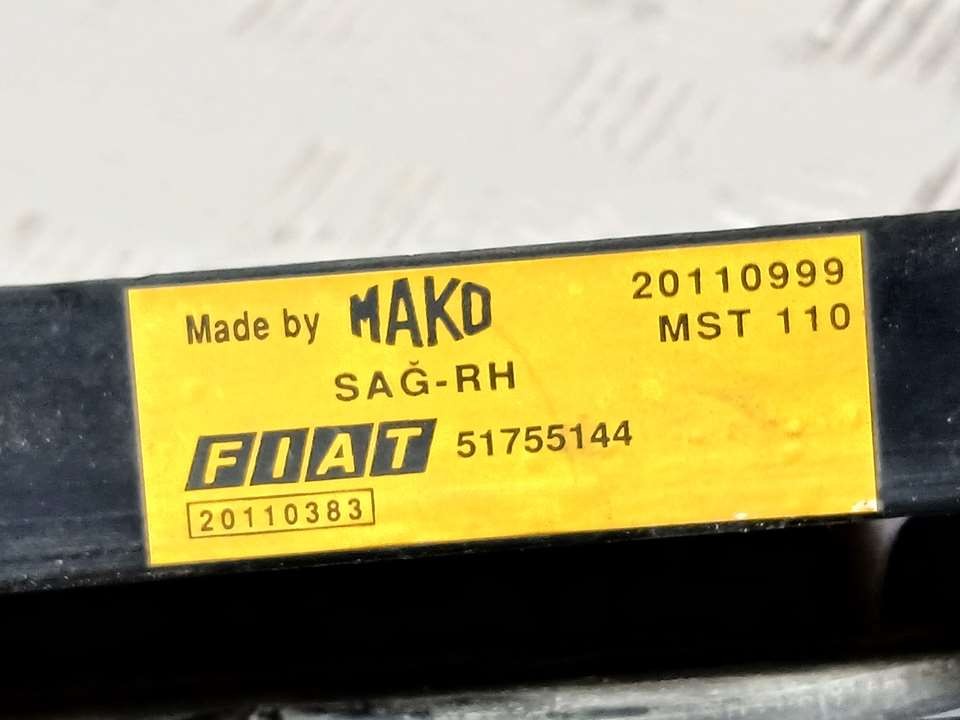 Made by MAKO 20110999
MST 110
SAĞ-RH
FIAT 51755144
20110383